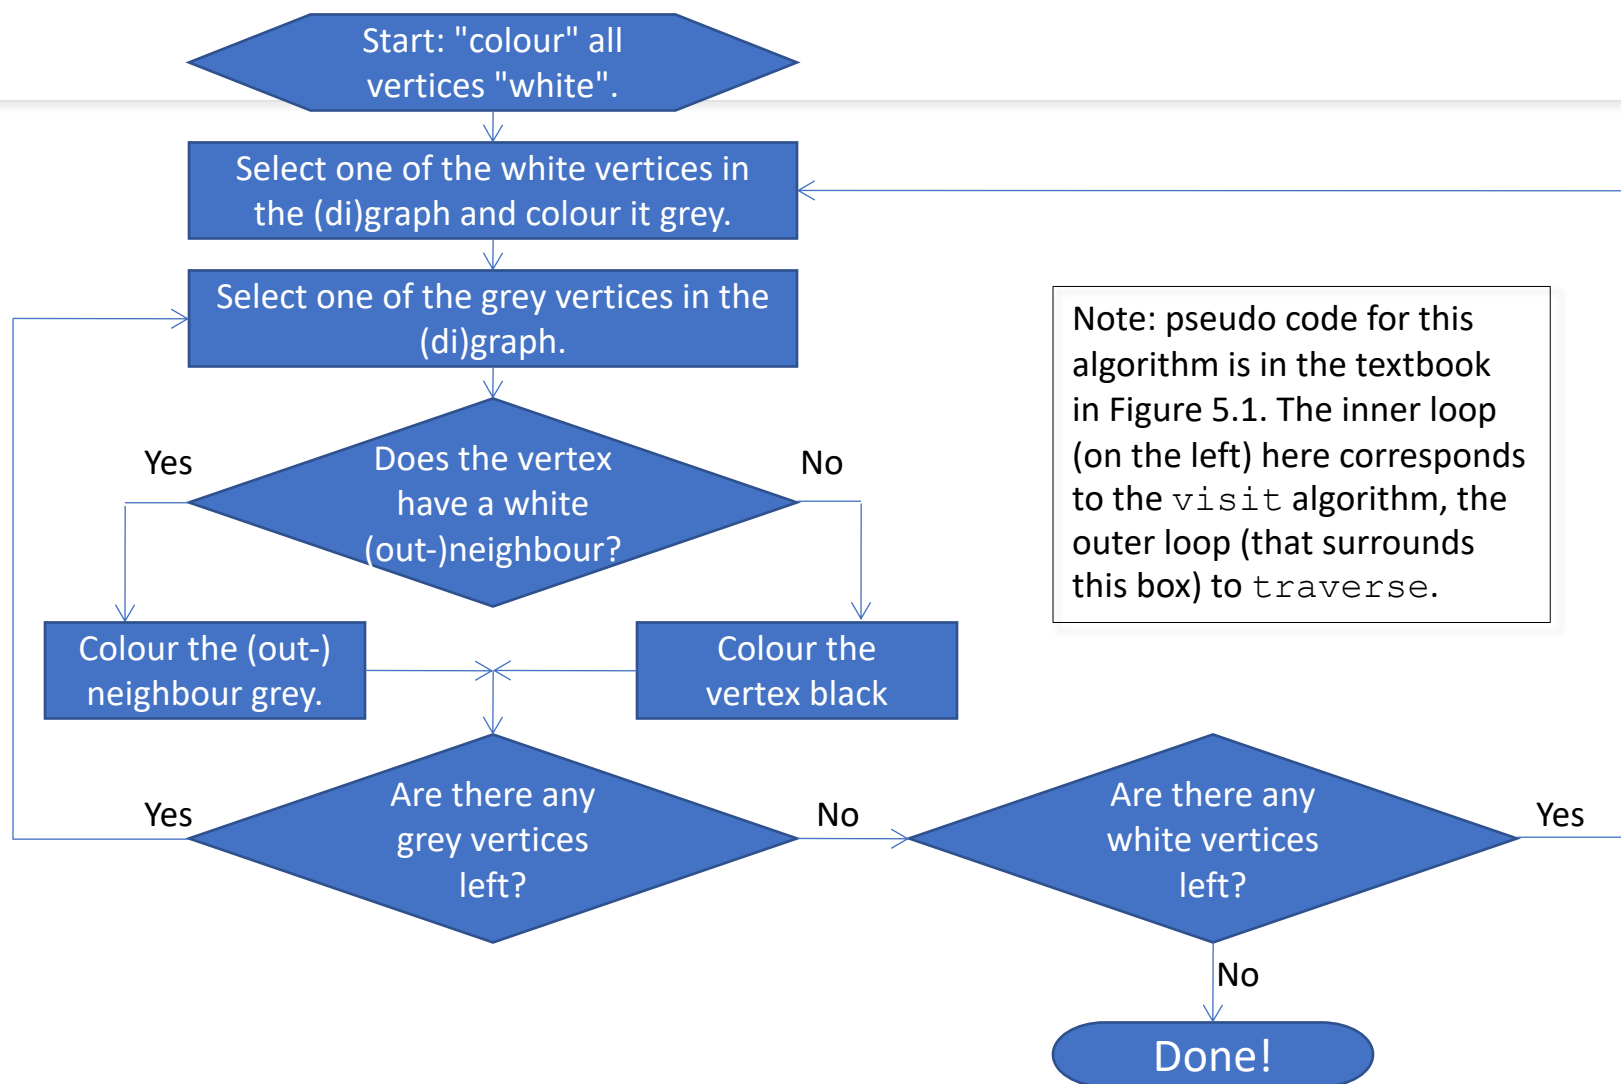 Start: "colour" all
vertices "white".
Select one of the white vertices in
the (di)graph and colour it grey.
Select one of the grey vertices in the
(di)graph.
Note: pseudo code for this
algorithm is in the textbook
in Figure 5.1. The inner loop
(on the left) here corresponds
to the visit algorithm, the
outer loop (that surrounds
this box) to traverse.
Yes
Does the vertex
have a white
(out-)neighbour?
No
Colour the (out-)
neighbour grey.
Colour the
vertex black
Yes
Are there any
grey vertices
left?
No
Are there any
white vertices
left?
Yes
No
Done!